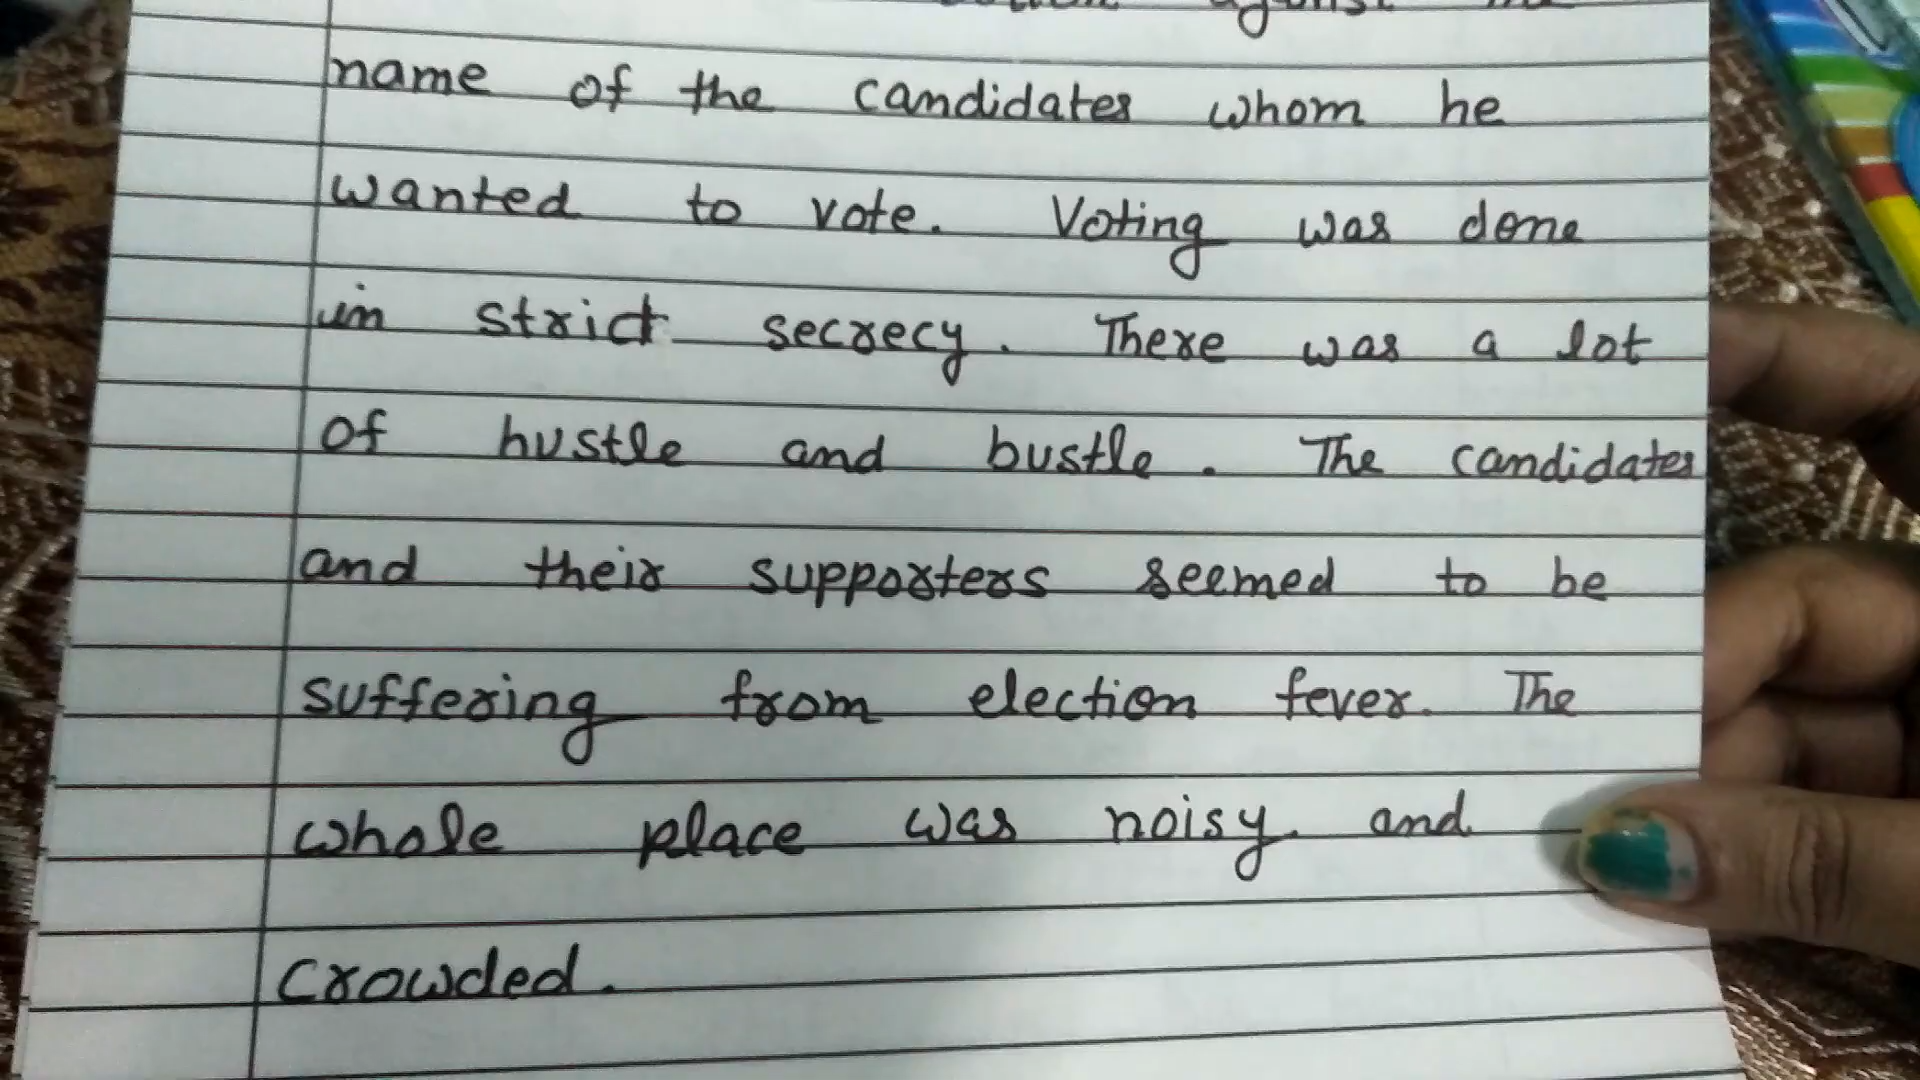 against
name of the candidates whom he
wanted to vote. Voting was done
in strict secrecy. There was a lot
of hustle and bustle. The candidates
and their supporters seemed to be
suffering from election fever. The
whole place was noisy and
crowded.